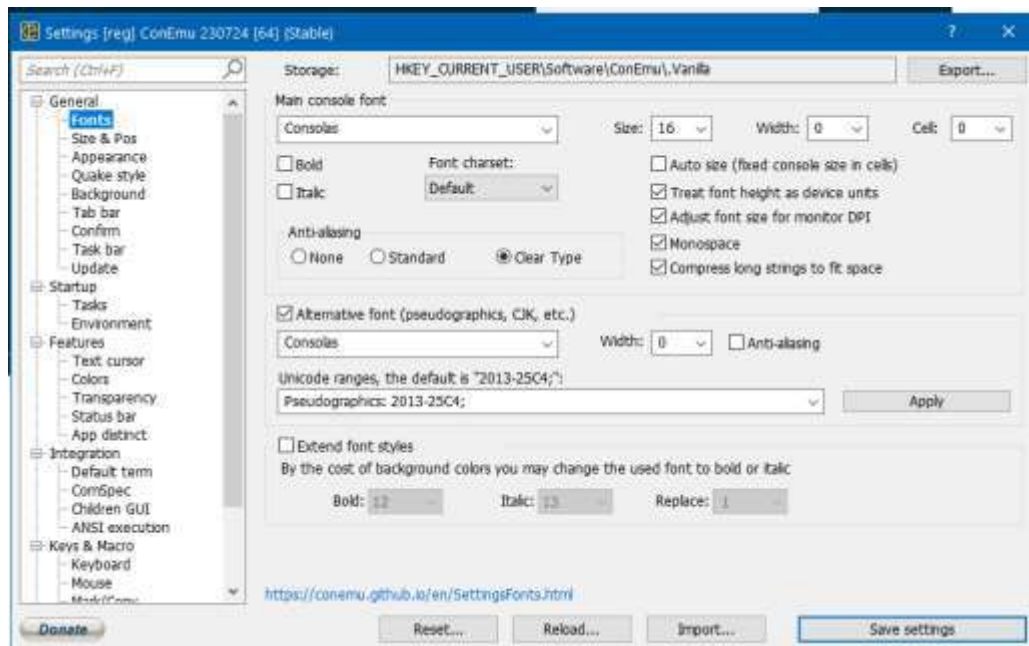 Settings [reg] ConEmu 230724 [64] (Stable)
Search (Ctrl+F)
Storage: HKEY_CURRENT_USER\Software\ConEmu\.Vanilla Export...
General
Fonts
Size & Pos
Appearance
Quake style
Background
Tab bar
Confirm
Task bar
Update
Startup
Tasks
Environment
Features
Text cursor
Colors
Transparency
Status bar
App distinct
Integration
Default term
ComSpec
Children GUI
ANSI execution
Keys & Macro
Keyboard
Mouse
Mark/Copy
Main console font
Consolas Size: 16 Width: 0 Cell: 0
Bold Font charset: Auto size (fixed console size in cells)
Italic Default Treat font height as device units
Adjust font size for monitor DPI
Anti-aliasing Monospace
None Standard Clear Type Compress long strings to fit space
Alternative font (pseudographics, CJK, etc.)
Consolas Width: 0 Anti-aliasing
Unicode ranges, the default is "2013-25C4;":
Pseudographics: 2013-25C4; Apply
Extend font styles
By the cost of background colors you may change the used font to bold or italic
Bold: 12 Italic: 13 Replace: 1
https://conemu.github.io/en/SettingsFonts.html
Donate Reset... Reload... Import... Save settings